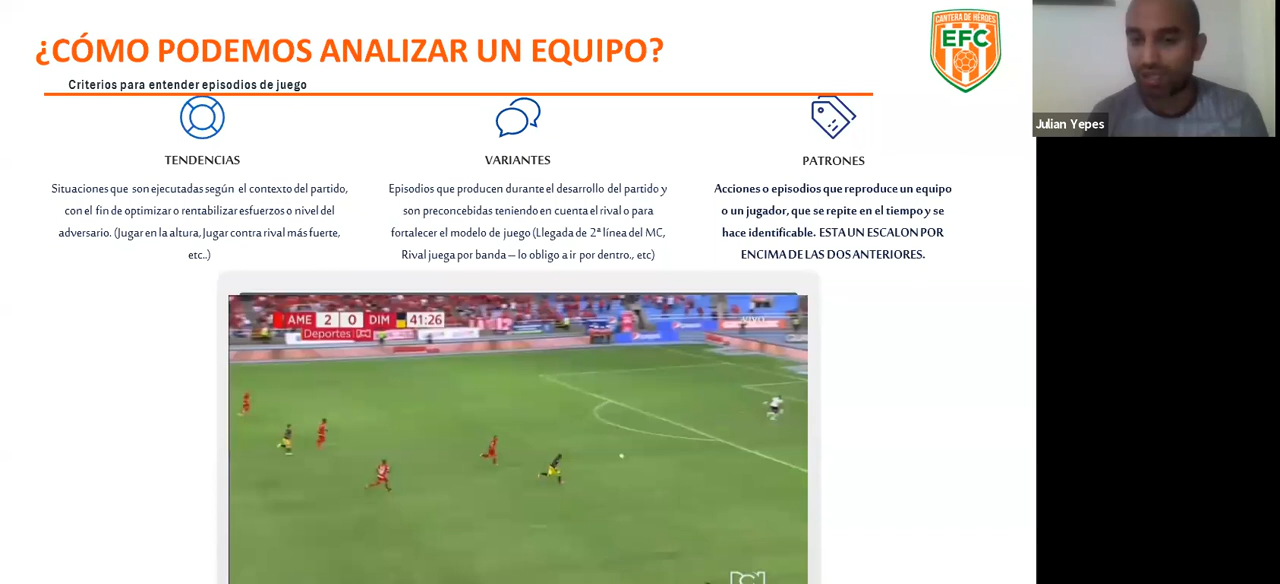 ¿CÓMO PODEMOS ANALIZAR UN EQUIPO?
Criterios para entender episodios de juego
CANTERA DE HÉROES
EFC
Julian Yepes
TENDENCIAS
Situaciones que son ejecutadas según el contexto del partido,
con el fin de optimizar o rentabilizar esfuerzos o nivel del
adversario. (Jugar en la altura, Jugar contra rival más fuerte,
etc..)
VARIANTES
Episodios que producen durante el desarrollo del partido y
son preconcebidas teniendo en cuenta el rival o para
fortalecer el modelo de juego (Llegada de 2ª línea del MC,
Rival juega por banda – lo obligo a ir por dentro., etc)
PATRONES
Acciones o episodios que reproduce un equipo
o un jugador, que se repite en el tiempo y se
hace identificable. ESTA UN ESCALON POR
ENCIMA DE LAS DOS ANTERIORES.
AME 2 0 DIM 41:26
Deportes RCN
VIVO
pepsi